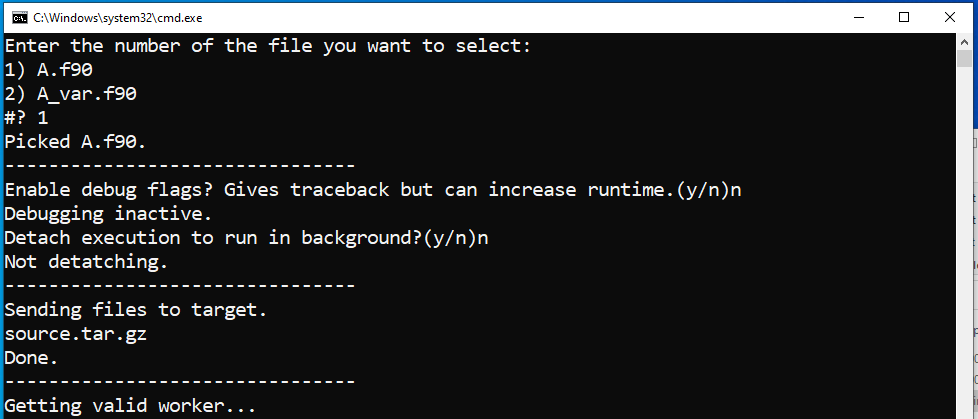 C:\Windows\system32\cmd.exe
Enter the number of the file you want to select:
1) A.f90
2) A_var.f90
#? 1
Picked A.f90.
--------------------------------
Enable debug flags? Gives traceback but can increase runtime.(y/n)n
Debugging inactive.
Detach execution to run in background?(y/n)n
Not detatching.
--------------------------------
Sending files to target.
source.tar.gz
Done.
--------------------------------
Getting valid worker...